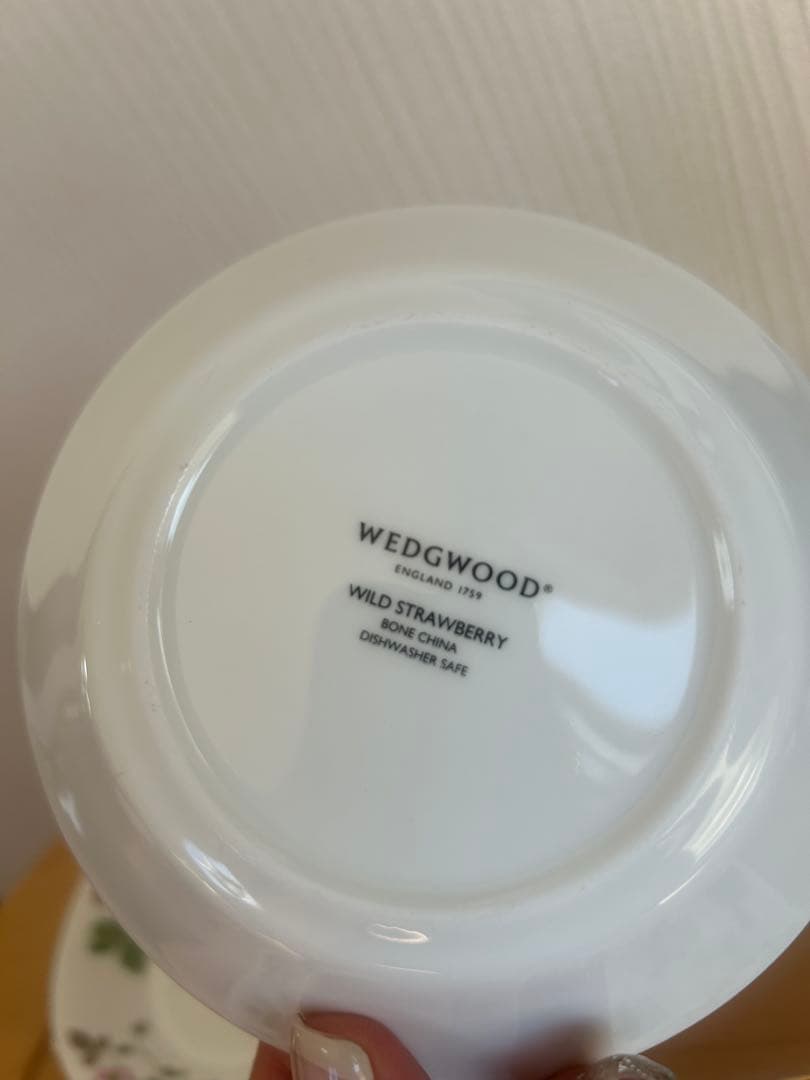 WEDGWOOD®
ENGLAND 1759
WILD STRAWBERRY
BONE CHINA
DISHWASHER SAFE